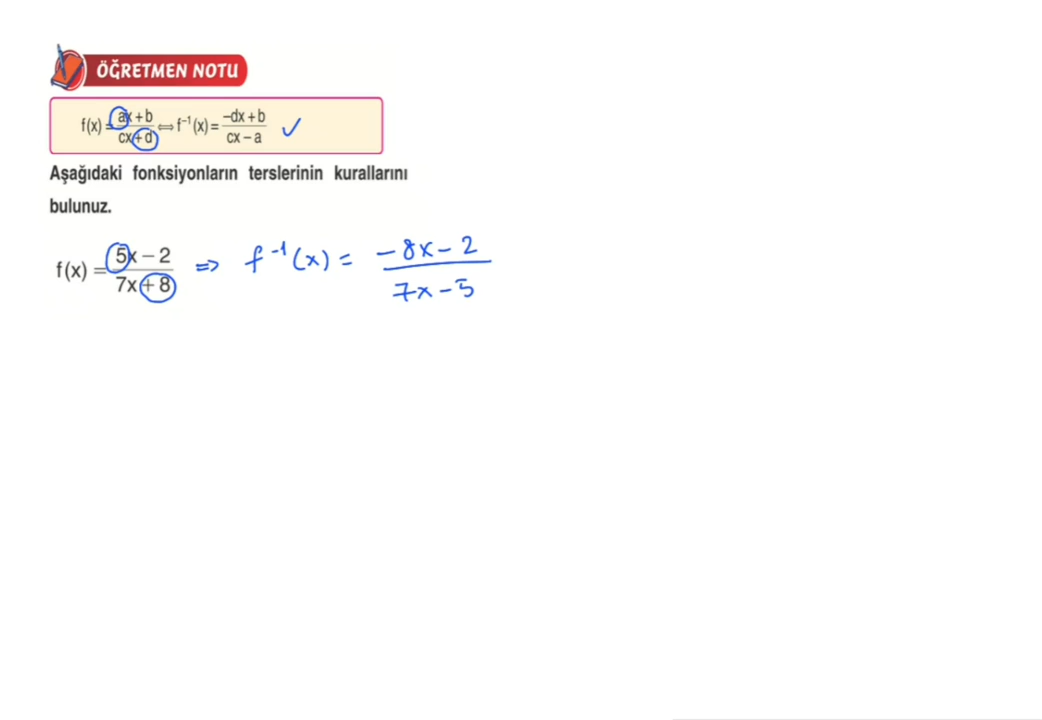 ÖĞRETMEN NOTU
f(x) = ax + b / cx + d ⇔ f⁻¹(x) = –dx + b / cx – a ✓
Aşağıdaki fonksiyonların terslerinin kurallarını
bulunuz.
f(x) = 5x – 2 / 7x + 8 ⇒ f⁻¹(x) = –8x – 2 / 7x – 5